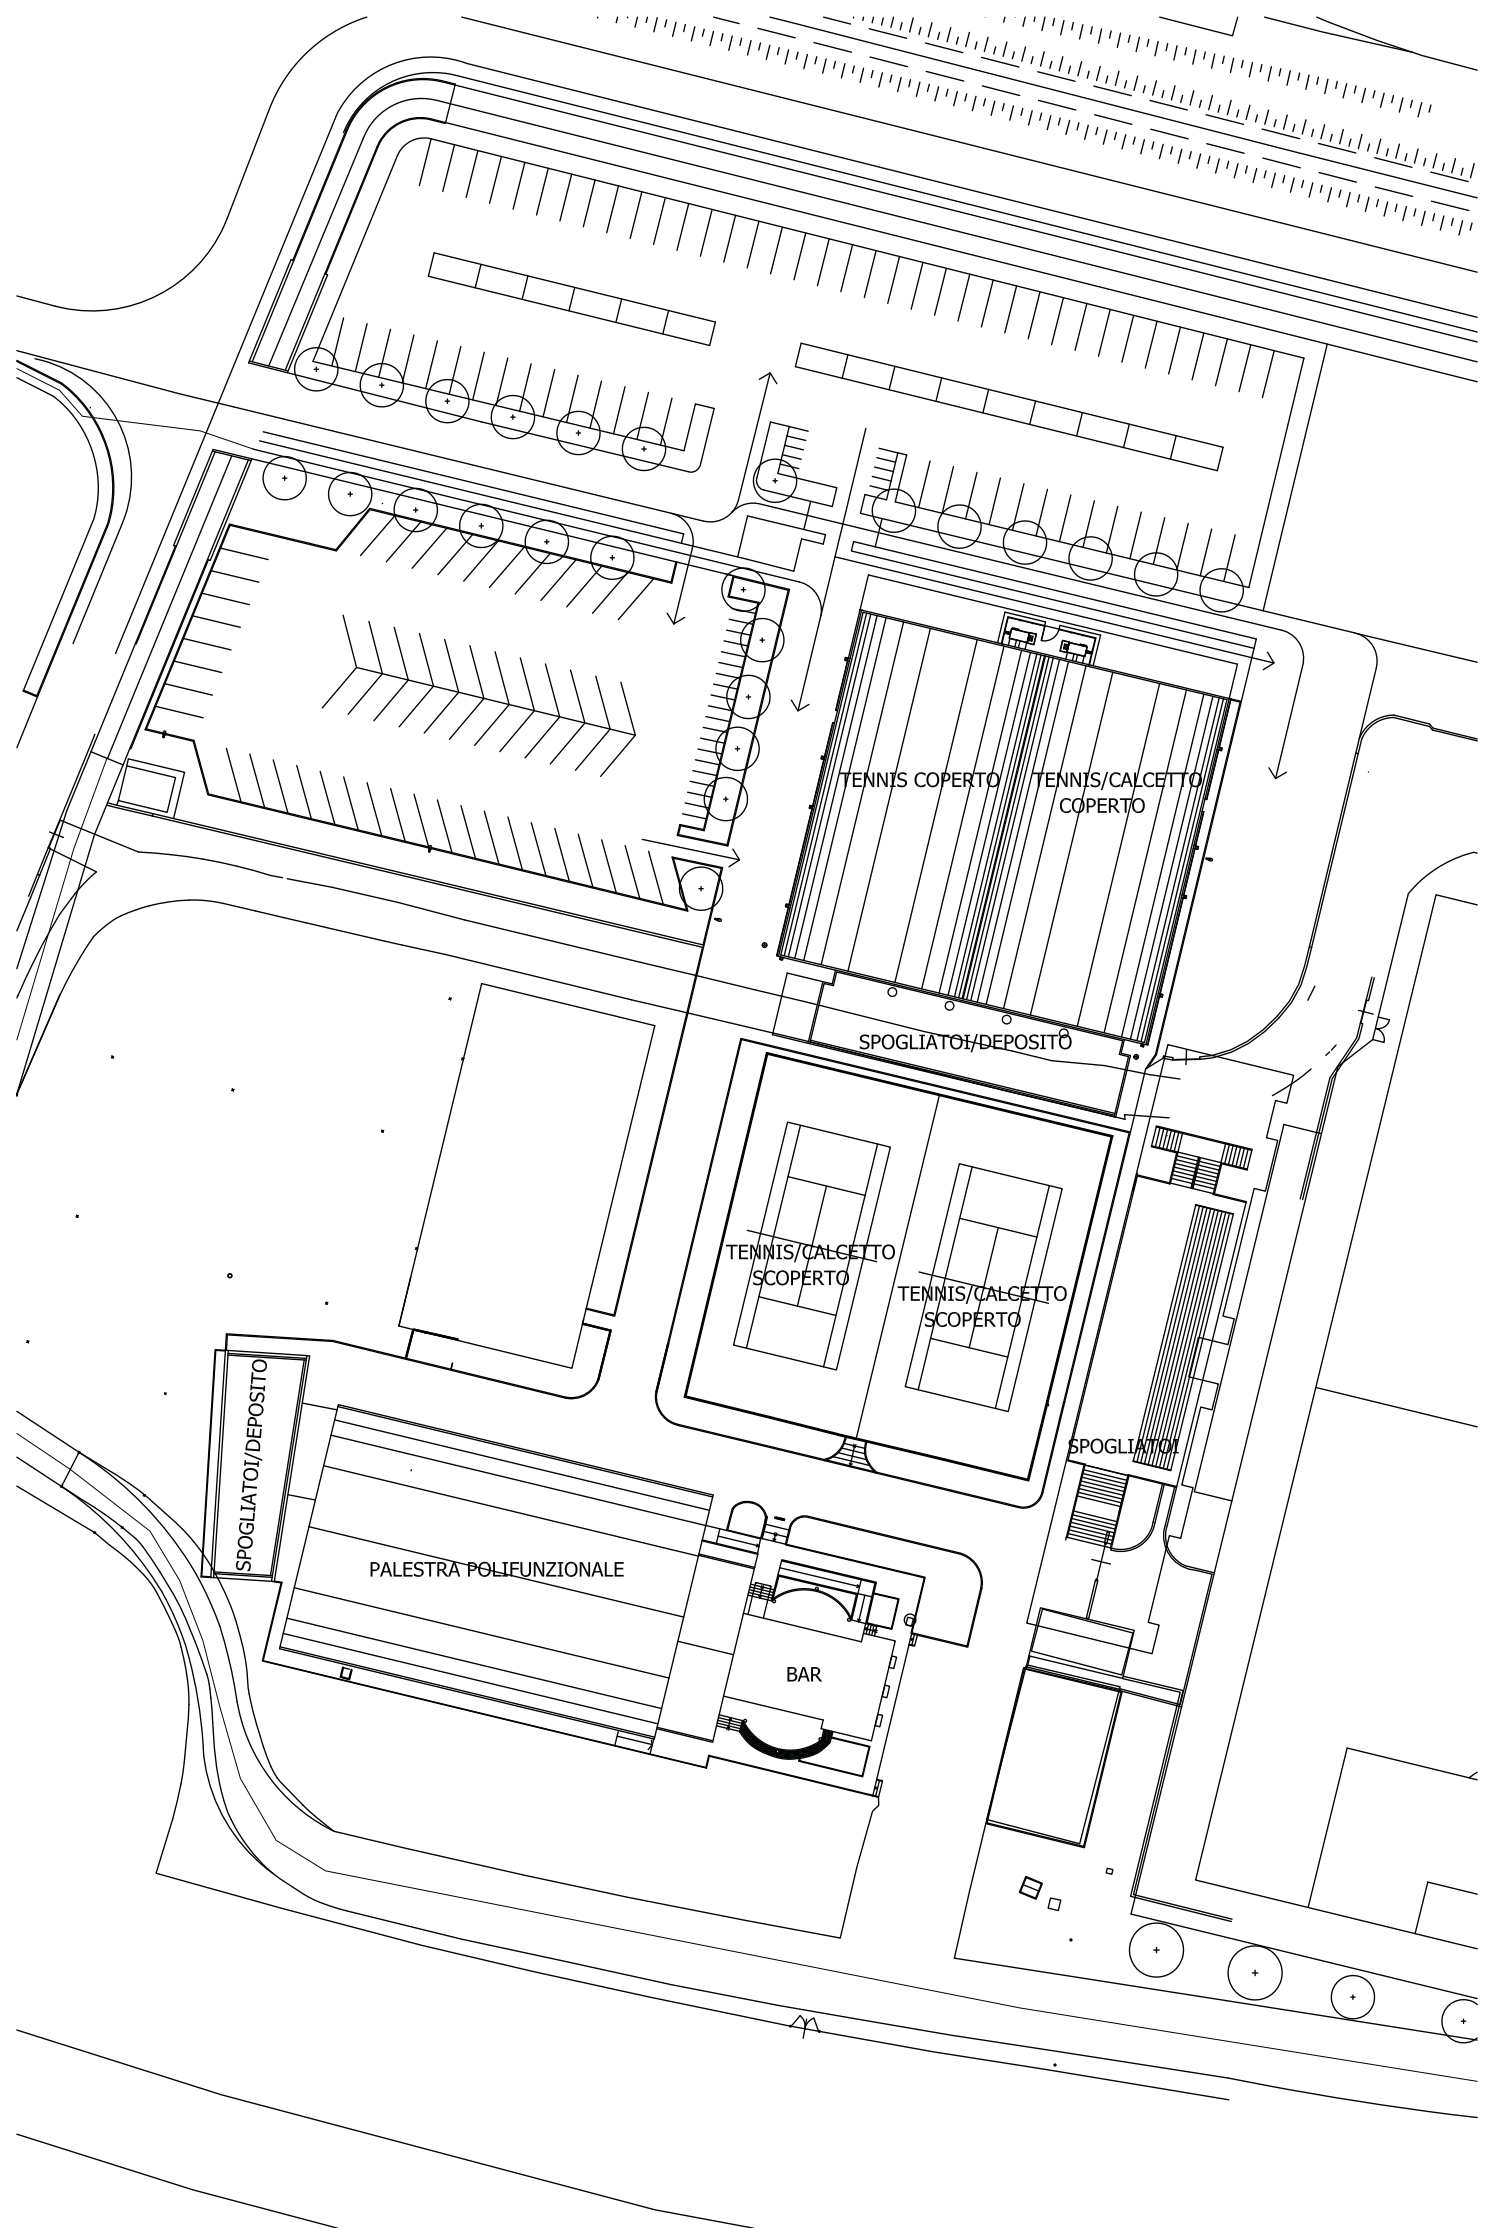 TENNIS COPERTO
TENNIS/CALCETTO
COPERTO
SPOGLIATOI/DEPOSITO
TENNIS/CALCETTO
SCOPERTO
TENNIS/CALCETTO
SCOPERTO
SPOGLIATOI/DEPOSITO
SPOGLIATOI
PALESTRA POLIFUNZIONALE
BAR